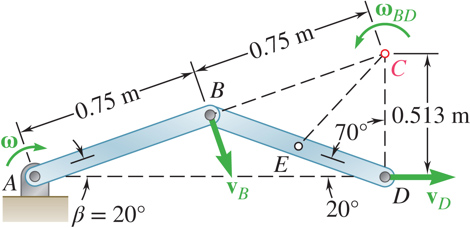 ω_BD
0.75 m
C
0.75 m
B
ω
70°
0.513 m
E
A
v_B
D
v_D
β = 20°
20°